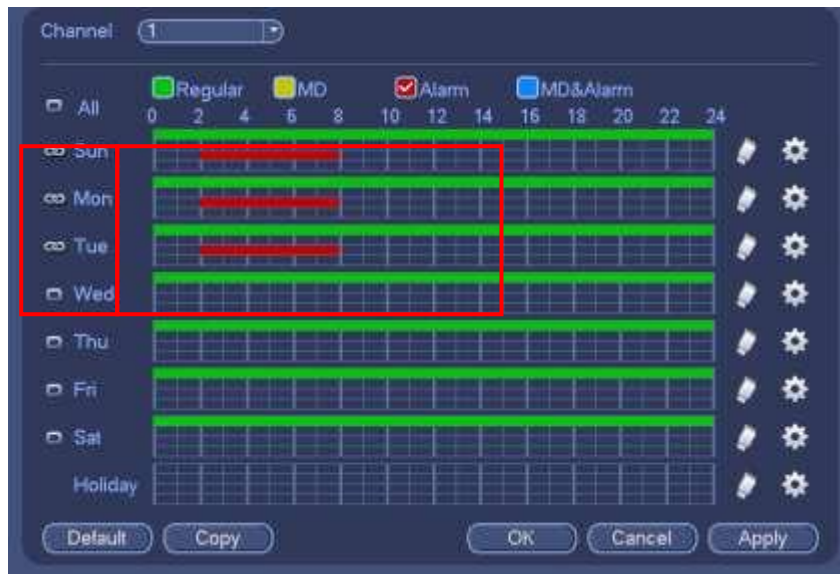 Channel 1
Regular MD Alarm MD&Alarm
All 0 2 4 6 8 10 12 14 16 18 20 22 24
Sun
Mon
Tue
Wed
Thu
Fri
Sat
Holiday
Default Copy OK Cancel Apply